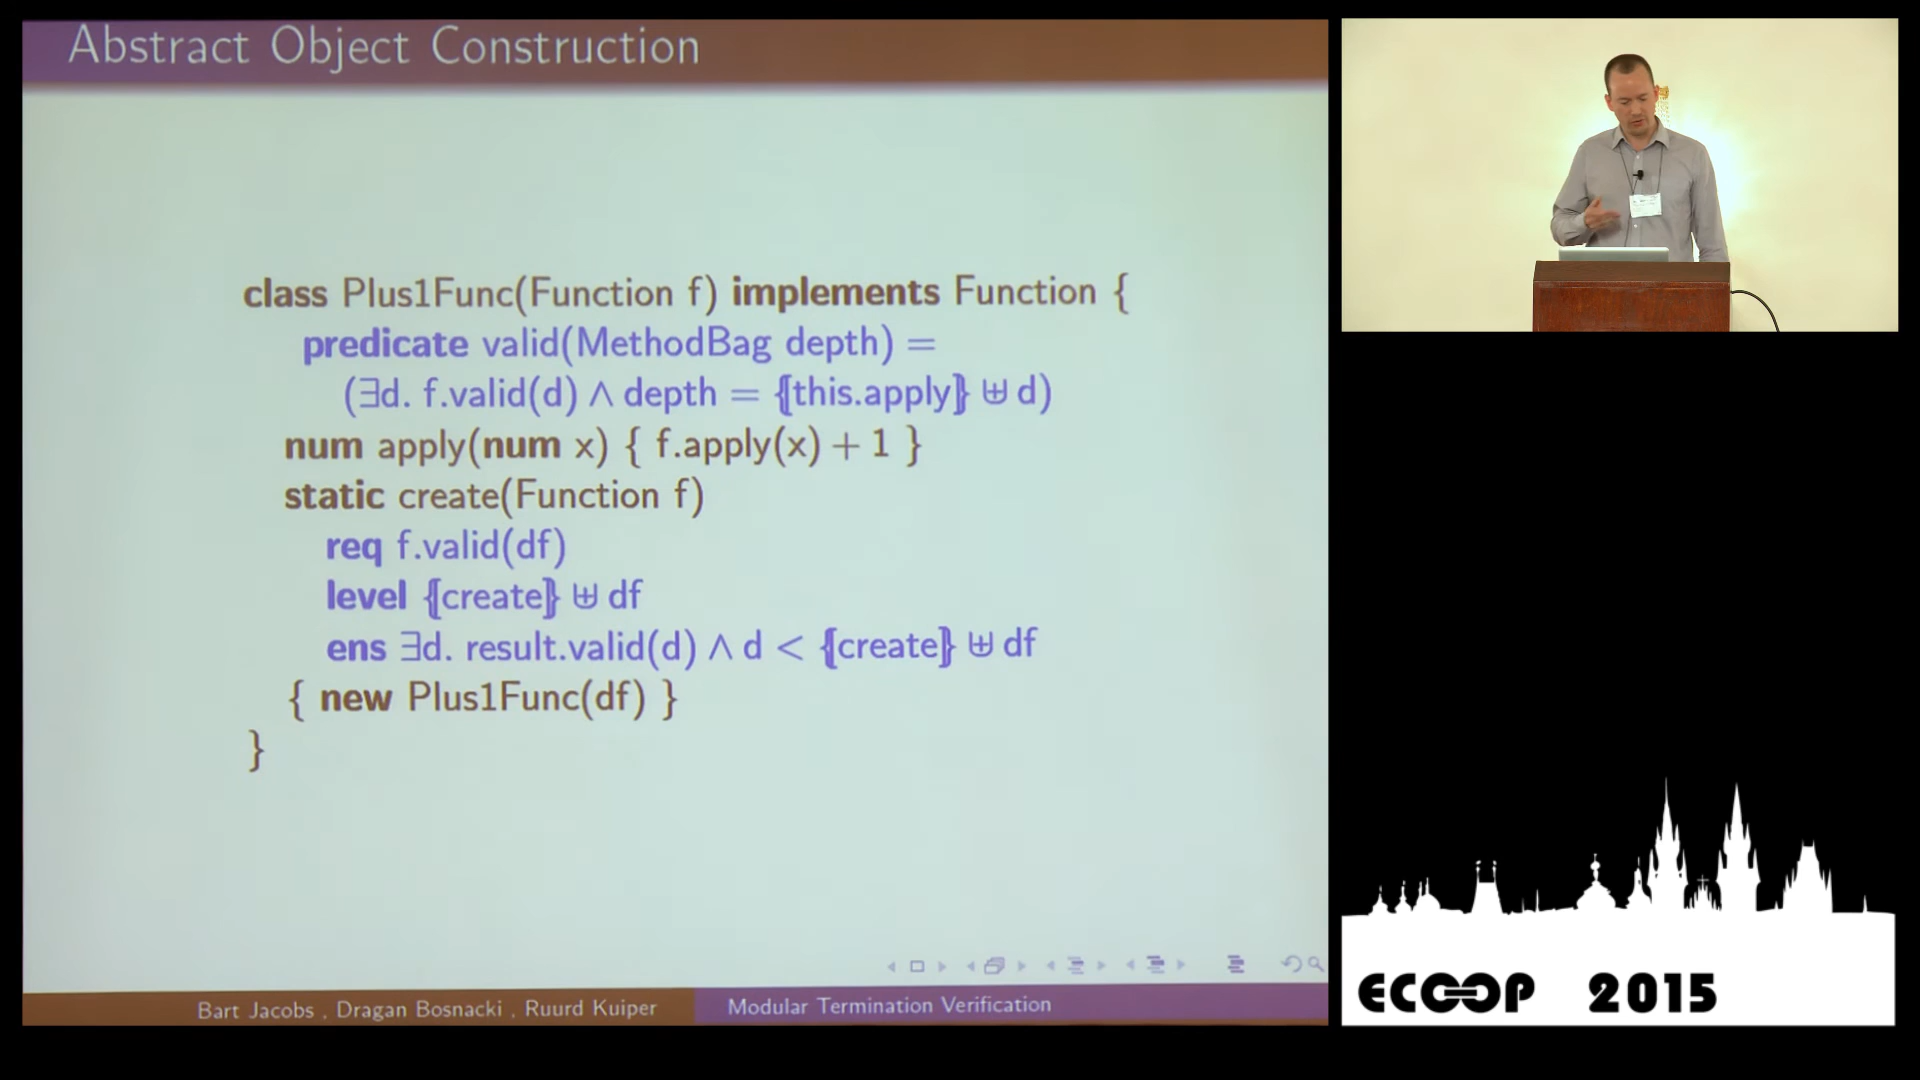 Abstract Object Construction
class Plus1Func(Function f) implements Function {
predicate valid(MethodBag depth) =
(∃d. f.valid(d) ∧ depth = ⦃this.apply⦄ ⊎ d)
num apply(num x) { f.apply(x) + 1 }
static create(Function f)
req f.valid(df)
level ⦃create⦄ ⊎ df
ens ∃d. result.valid(d) ∧ d < ⦃create⦄ ⊎ df
{ new Plus1Func(df) }
}
Bart Jacobs , Dragan Bosnacki , Ruurd Kuiper
Modular Termination Verification
ECOOP 2015